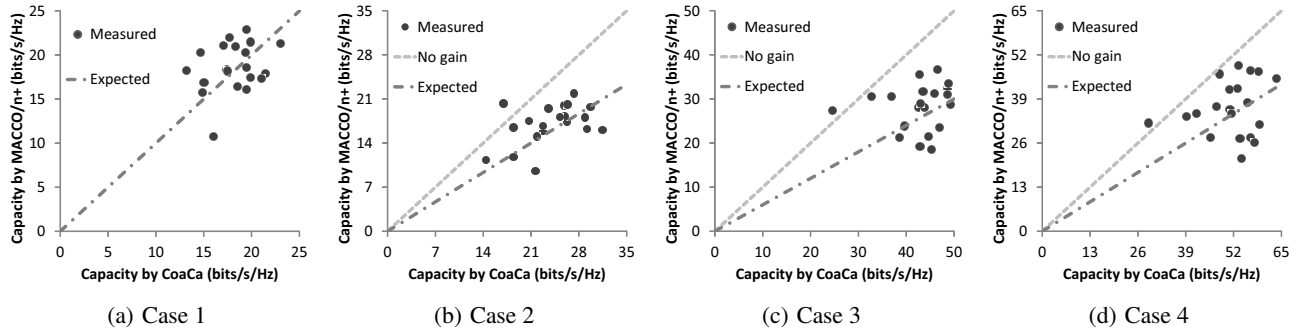 Capacity by MACCO/n+ (bits/s/Hz)
25
20
15
10
5
0
Measured
Expected
0 5 10 15 20 25
Capacity by CoaCa (bits/s/Hz)
(a) Case 1
Capacity by MACCO/n+ (bits/s/Hz)
35
28
21
14
7
0
Measured
No gain
Expected
0 7 14 21 28 35
Capacity by CoaCa (bits/s/Hz)
(b) Case 2
Capacity by MACCO/n+ (bits/s/Hz)
50
40
30
20
10
0
Measured
No gain
Expected
0 10 20 30 40 50
Capacity by CoaCa (bits/s/Hz)
(c) Case 3
Capacity by MACCO/n+ (bits/s/Hz)
65
52
39
26
13
0
Measured
No gain
Expected
0 13 26 39 52 65
Capacity by CoaCa (bits/s/Hz)
(d) Case 4